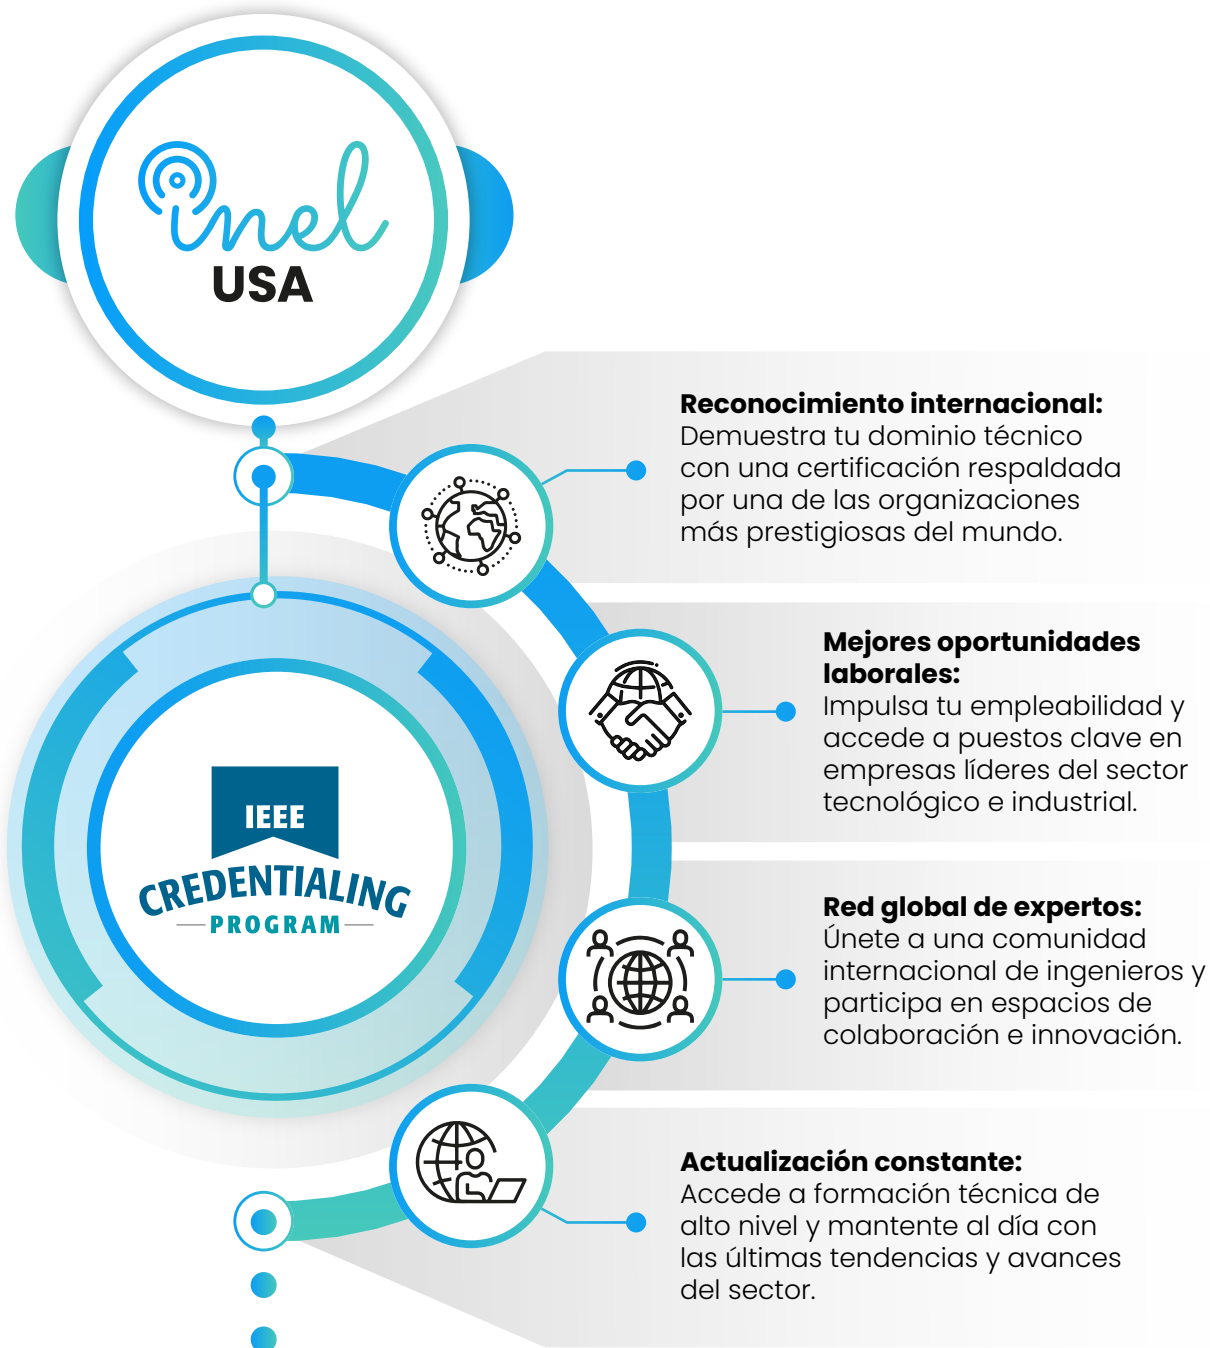 inel
USA
Reconocimiento internacional:
Demuestra tu dominio técnico
con una certificación respaldada
por una de las organizaciones
más prestigiosas del mundo.
Mejores oportunidades
laborales:
Impulsa tu empleabilidad y
accede a puestos clave en
empresas líderes del sector
tecnológico e industrial.
IEEE
CREDENTIALING
PROGRAM
Red global de expertos:
Únete a una comunidad
internacional de ingenieros y
participa en espacios de
colaboración e innovación.
Actualización constante:
Accede a formación técnica de
alto nivel y mantente al día con
las últimas tendencias y avances
del sector.